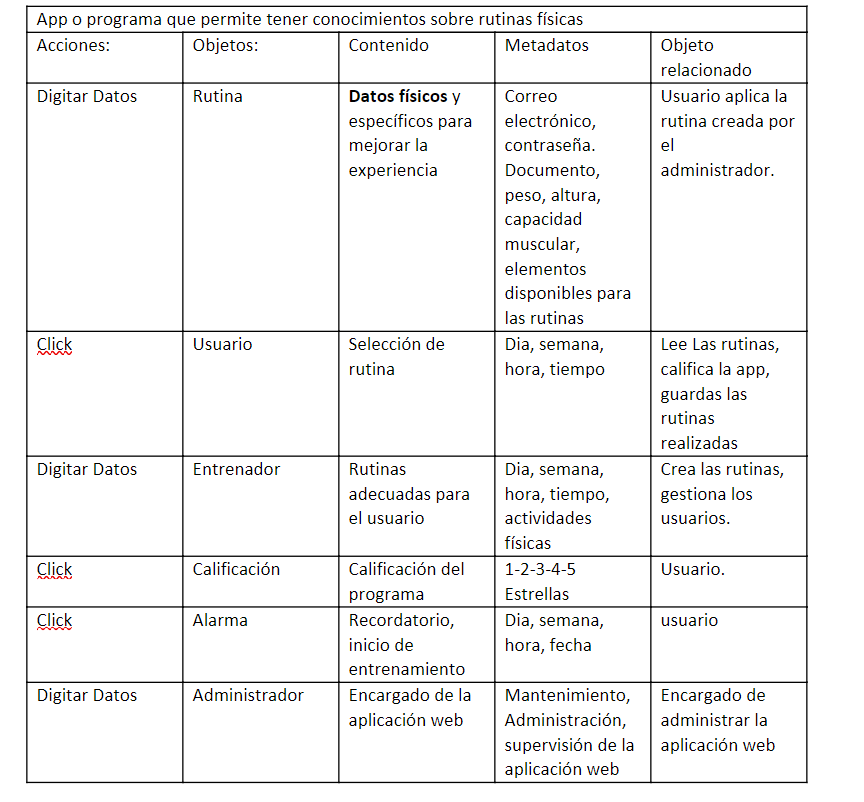 App o programa que permite tener conocimientos sobre rutinas físicas
Acciones:
Objetos:
Contenido
Metadatos
Objeto
relacionado
Digitar Datos
Rutina
Datos físicos y
específicos para
mejorar la
experiencia
Correo
electrónico,
contraseña.
Documento,
peso, altura,
capacidad
muscular,
elementos
disponibles para
las rutinas
Usuario aplica la
rutina creada por
el
administrador.
Click
Usuario
Selección de
rutina
Dia, semana,
hora, tiempo
Lee Las rutinas,
califica la app,
guardas las
rutinas
realizadas
Digitar Datos
Entrenador
Rutinas
adecuadas para
el usuario
Dia, semana,
hora, tiempo,
actividades
físicas
Crea las rutinas,
gestiona los
usuarios.
Click
Calificación
Calificación del
programa
1-2-3-4-5
Estrellas
Usuario.
Click
Alarma
Recordatorio,
inicio de
entrenamiento
Dia, semana,
hora, fecha
usuario
Digitar Datos
Administrador
Encargado de la
aplicación web
Mantenimiento,
Administración,
supervisión de la
aplicación web
Encargado de
administrar la
aplicación web